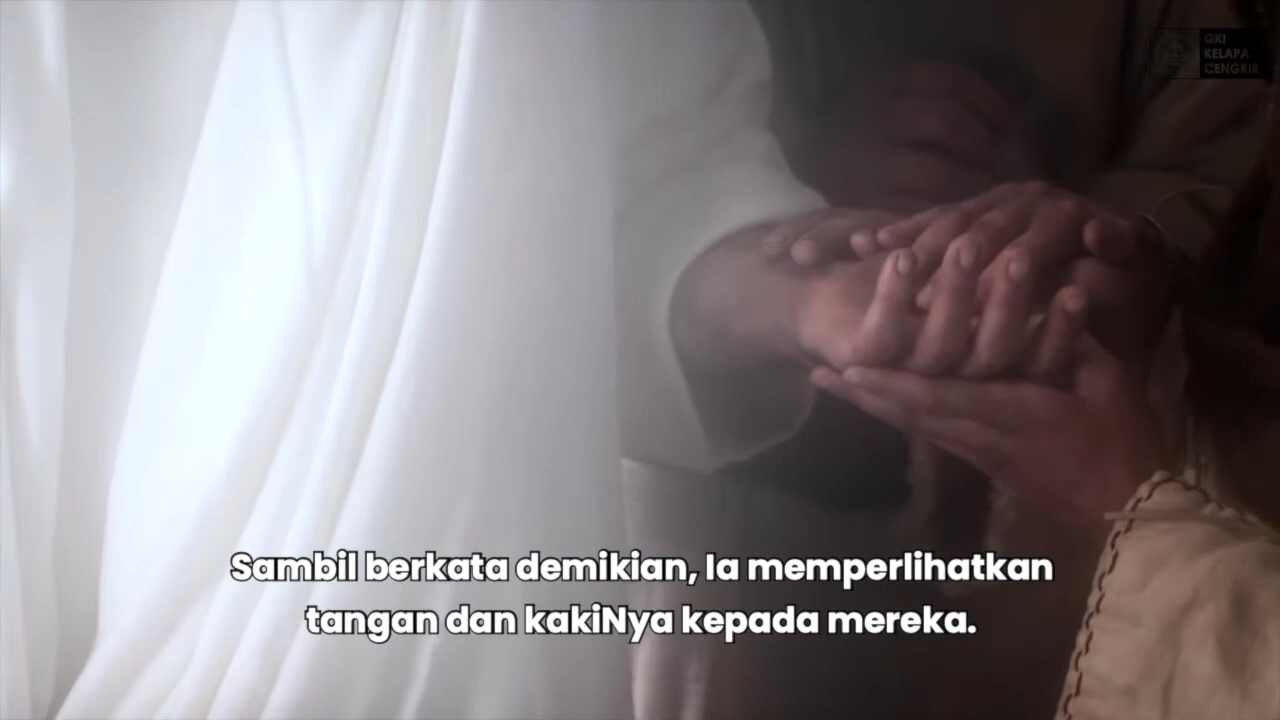 GKI
KELAPA
CENGKIR
Sambil berkata demikian, Ia memperlihatkan
tangan dan kakiNya kepada mereka.